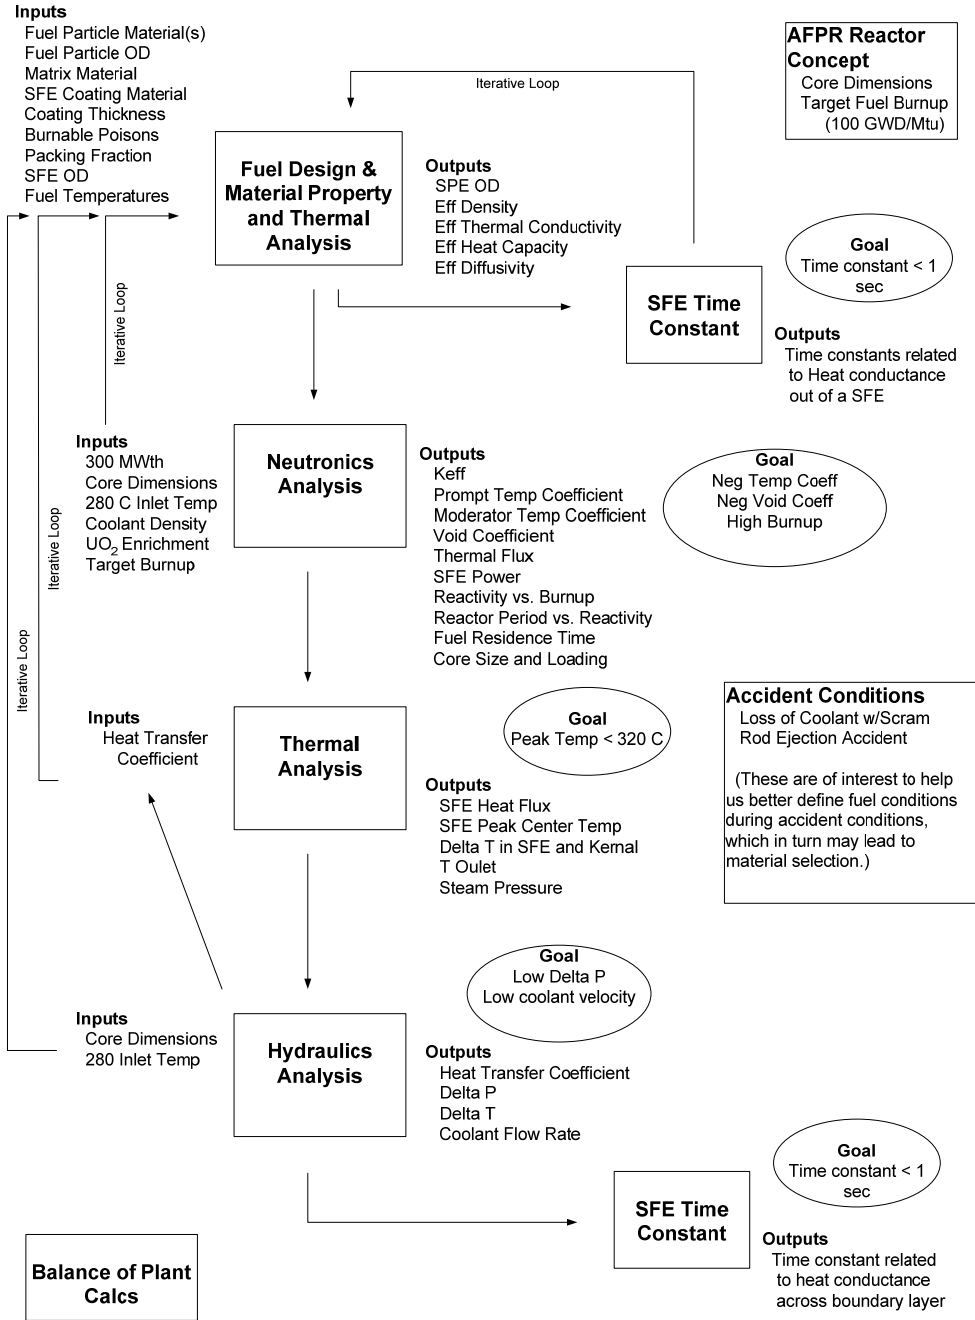 Inputs
Fuel Particle Material(s)
Fuel Particle OD
Matrix Material
SFE Coating Material
Coating Thickness
Burnable Poisons
Packing Fraction
SFE OD
Fuel Temperatures
Iterative Loop
AFPR Reactor
Concept
Core Dimensions
Target Fuel Burnup
(100 GWD/Mtu)
Fuel Design &
Material Property
and Thermal
Analysis
Outputs
SPE OD
Eff Density
Eff Thermal Conductivity
Eff Heat Capacity
Eff Diffusivity
Goal
Time constant < 1
sec
SFE Time
Constant
Outputs
Time constants related
to Heat conductance
out of a SFE
Iterative Loop
Iterative Loop
Iterative Loop
Inputs
300 MWth
Core Dimensions
280 C Inlet Temp
Coolant Density
UO2 Enrichment
Target Burnup
Neutronics
Analysis
Outputs
Keff
Prompt Temp Coefficient
Moderator Temp Coefficient
Void Coefficient
Thermal Flux
SFE Power
Reactivity vs. Burnup
Reactor Period vs. Reactivity
Fuel Residence Time
Core Size and Loading
Goal
Neg Temp Coeff
Neg Void Coeff
High Burnup
Inputs
Heat Transfer
Coefficient
Thermal
Analysis
Goal
Peak Temp < 320 C
Outputs
SFE Heat Flux
SFE Peak Center Temp
Delta T in SFE and Kernal
T Oulet
Steam Pressure
Accident Conditions
Loss of Coolant w/Scram
Rod Ejection Accident
(These are of interest to help
us better define fuel conditions
during accident conditions,
which in turn may lead to
material selection.)
Inputs
Core Dimensions
280 Inlet Temp
Hydraulics
Analysis
Goal
Low Delta P
Low coolant velocity
Outputs
Heat Transfer Coefficient
Delta P
Delta T
Coolant Flow Rate
SFE Time
Constant
Goal
Time constant < 1
sec
Outputs
Time constant related
to heat conductance
across boundary layer
Balance of Plant
Calcs